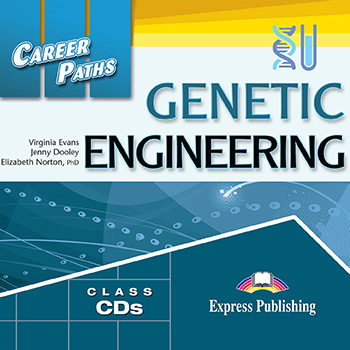 CAREER
PATHS
GENETIC
ENGINEERING
Virginia Evans
Jenny Dooley
Elizabeth Norton, PhD
CLASS
CDs
Express Publishing